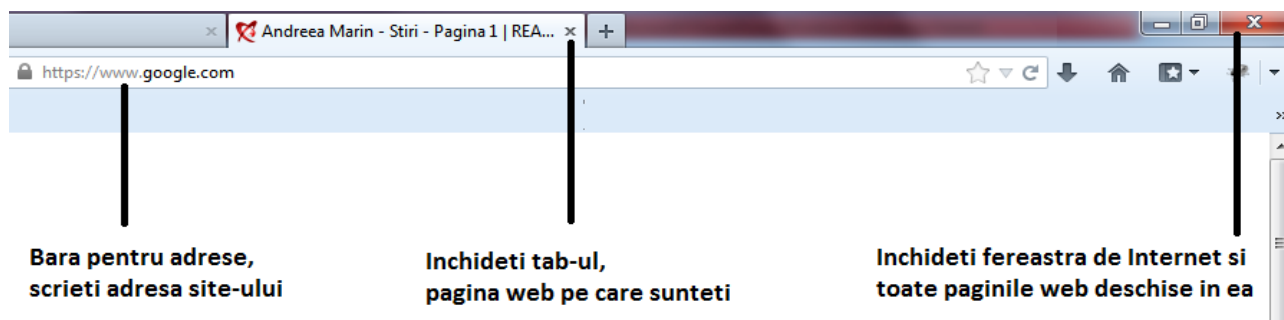 Andreea Marin - Stiri - Pagina 1 | REA...
https://www.google.com
Bara pentru adrese,
scrieti adresa site-ului
Inchideti tab-ul,
pagina web pe care sunteti
Inchideti fereastra de Internet si
toate paginile web deschise in ea